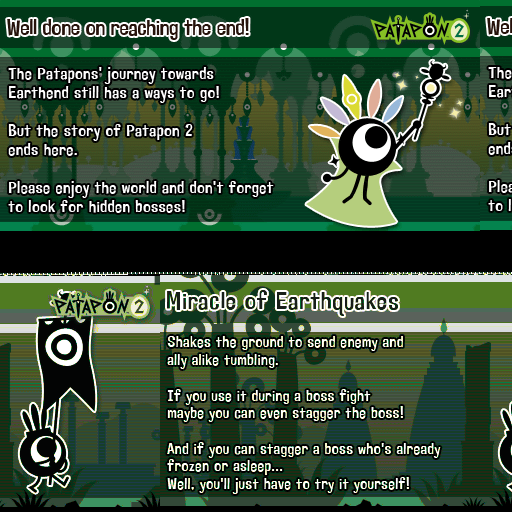 Well done on reaching the end!
PATAPON 2
The Patapons' journey towards
Earthend still has a ways to go!
But the story of Patapon 2
ends here.
Please enjoy the world and don't forget
to look for hidden bosses!
PATAPON 2
Miracle of Earthquakes
Shakes the ground to send enemy and
ally alike tumbling.
If you use it during a boss fight
maybe you can even stagger the boss!
And if you can stagger a boss who's already
frozen or asleep...
Well, you'll just have to try it yourself!